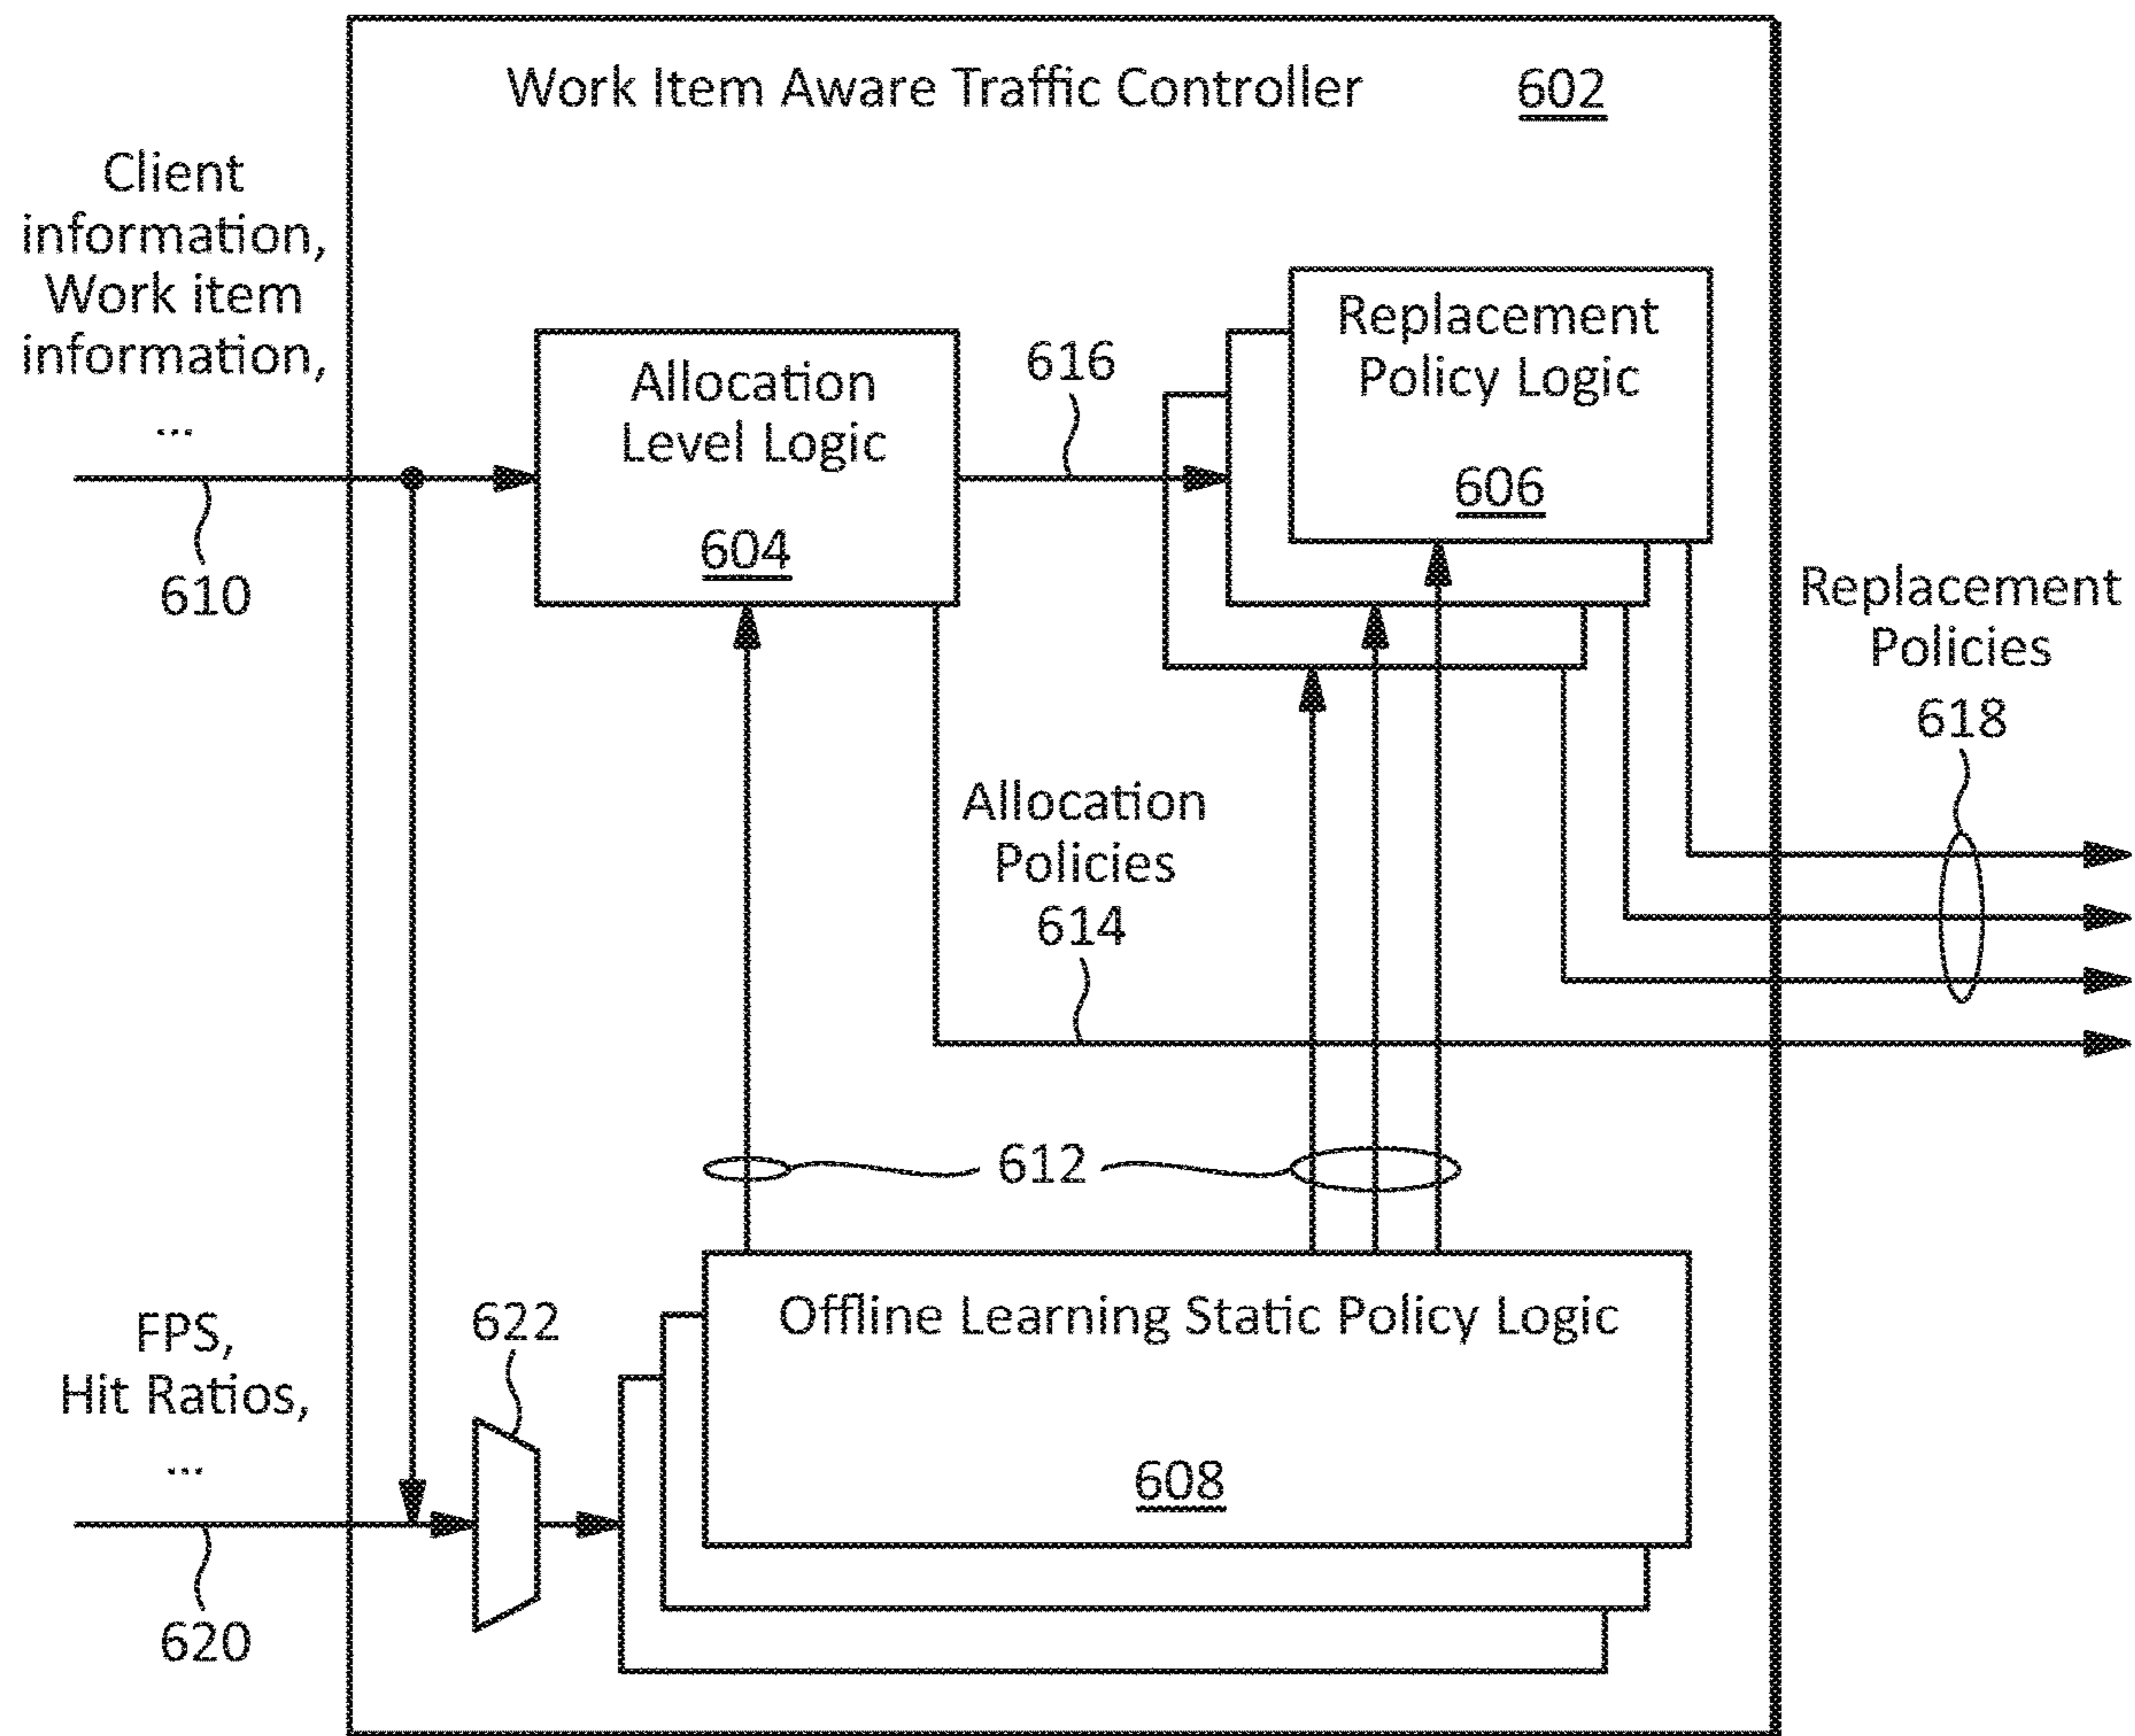 Work Item Aware Traffic Controller 602
Client
information,
Work item
information,
...
610
Allocation
Level Logic
604
616
Replacement
Policy Logic
606
Replacement
Policies
618
Allocation
Policies
614
612
FPS,
Hit Ratios,
...
620
622
Offline Learning Static Policy Logic
608